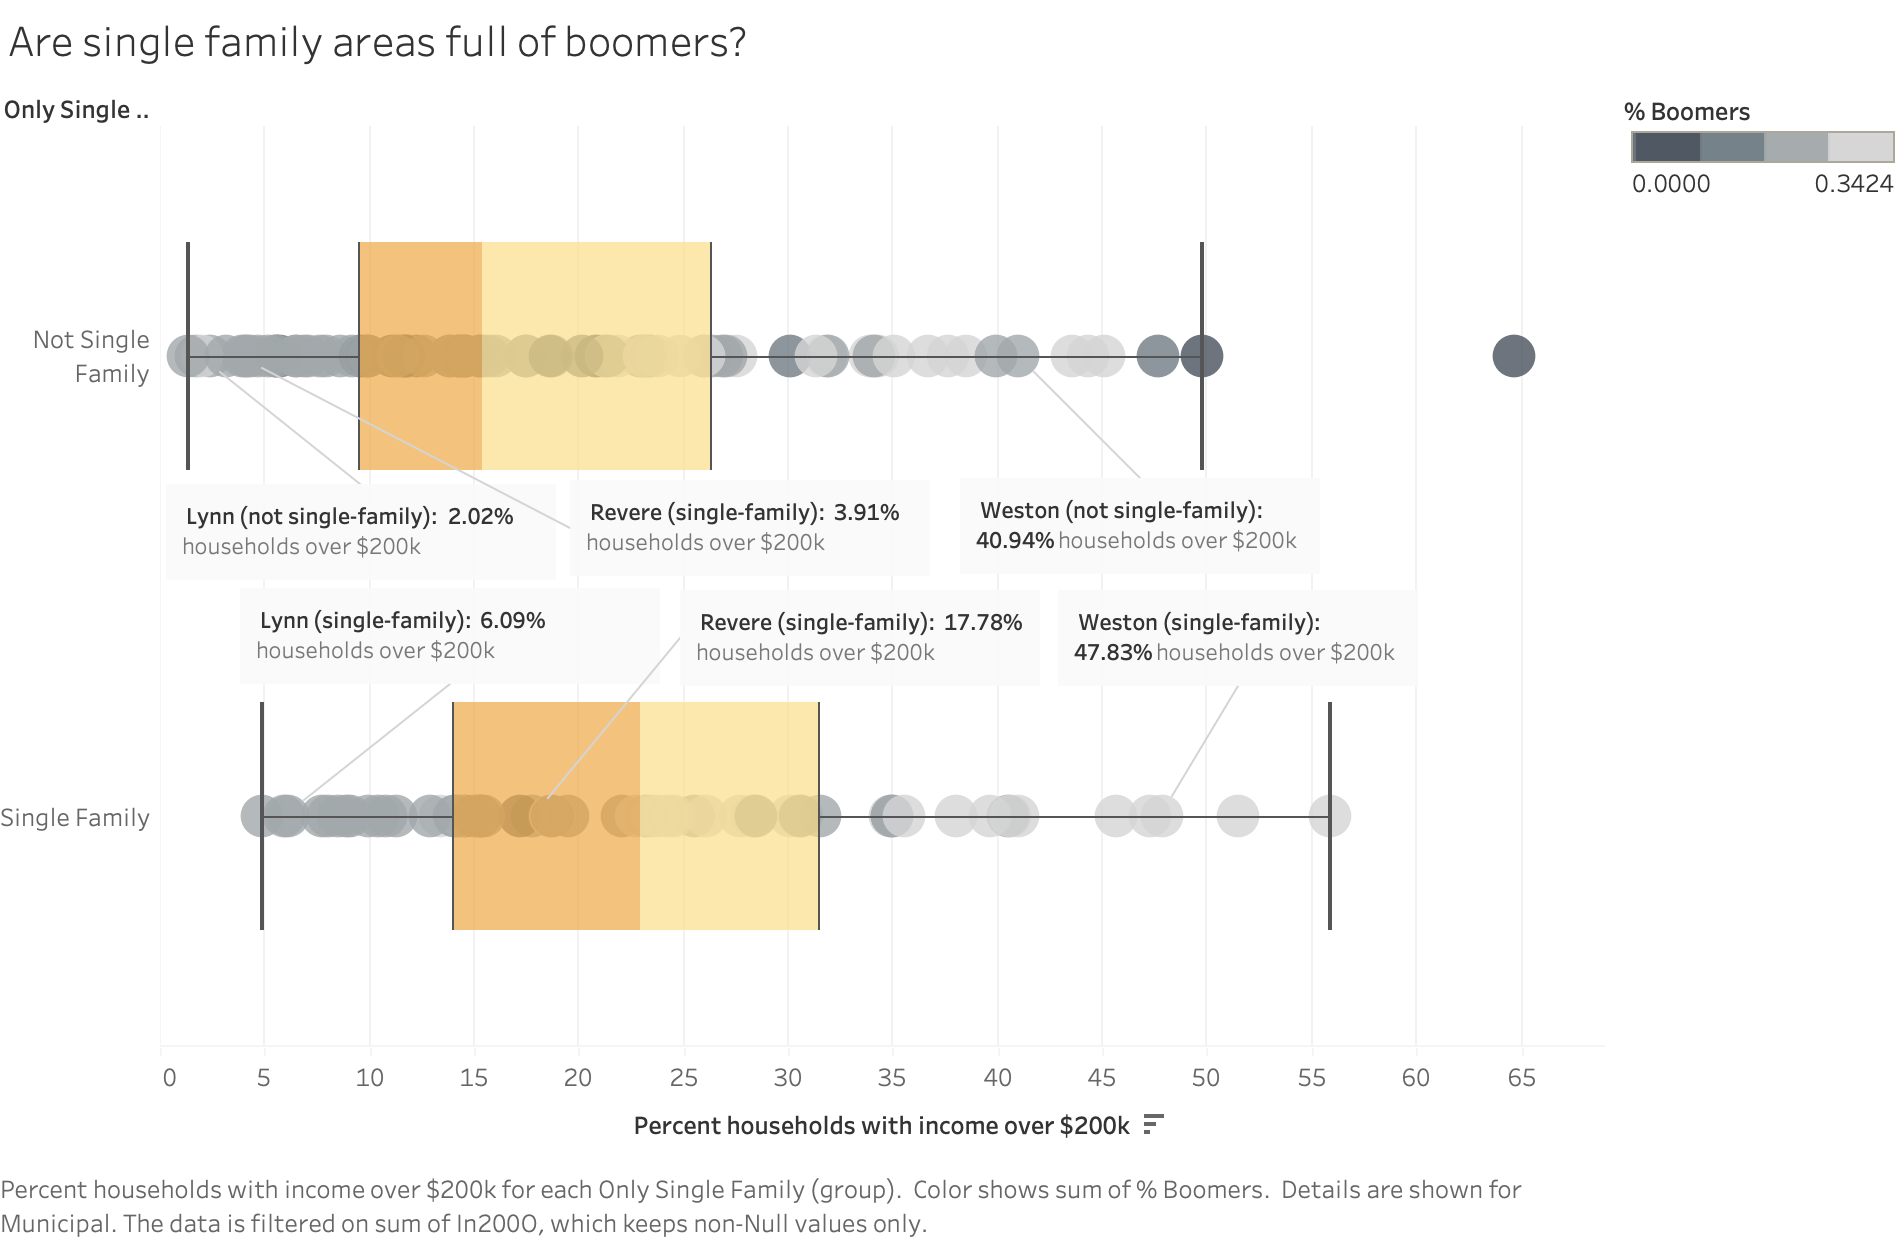 Are single family areas full of boomers?
Only Single ..
% Boomers
0.0000 0.3424
Not Single
Family
Lynn (not single-family): 2.02%
households over $200k
Revere (single-family): 3.91%
households over $200k
Weston (not single-family):
40.94% households over $200k
Lynn (single-family): 6.09%
households over $200k
Revere (single-family): 17.78%
households over $200k
Weston (single-family):
47.83% households over $200k
Single Family
0 5 10 15 20 25 30 35 40 45 50 55 60 65
Percent households with income over $200k
Percent households with income over $200k for each Only Single Family (group). Color shows sum of % Boomers. Details are shown for
Municipal. The data is filtered on sum of In200O, which keeps non-Null values only.